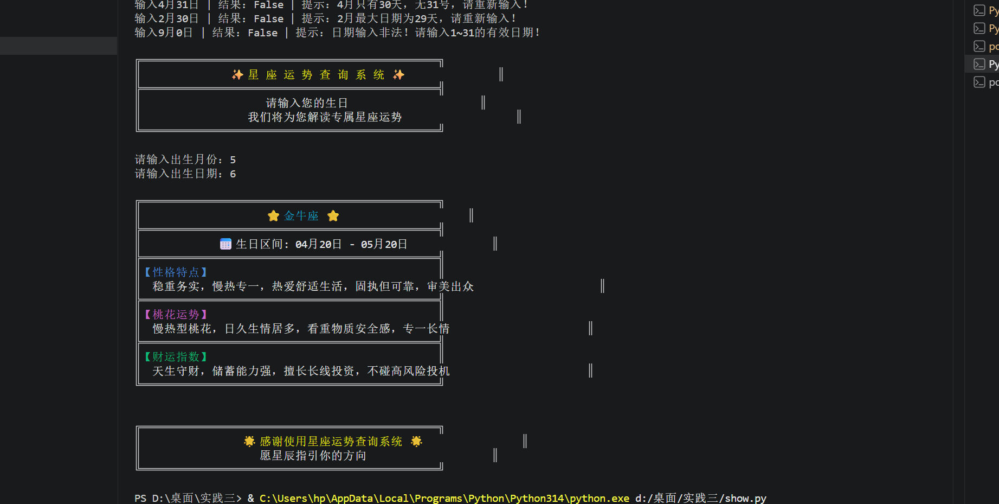 输入4月31日 | 结果: False | 提示: 4月只有30天，无31号，请重新输入!
输入2月30日 | 结果: False | 提示: 2月最大日期为29天，请重新输入!
输入9月0日 | 结果: False | 提示: 日期输入非法! 请输入1~31的有效日期!
✨ 星 座 运 势 查 询 系 统 ✨
请输入您的生日
我们将为您解读专属星座运势
请输入出生月份: 5
请输入出生日期: 6
⭐ 金牛座 ⭐
📅 生日区间: 04月20日 - 05月20日
【性格特点】
稳重务实，慢热专一，热爱舒适生活，固执但可靠，审美出众
【桃花运势】
慢热型桃花，日久生情居多，看重物质安全感，专一长情
【财运指数】
天生守财，储蓄能力强，擅长长线投资，不碰高风险投机
🌟 感谢使用星座运势查询系统 🌟
愿星辰指引你的方向
PS D:\桌面\实践三> & C:\Users\hp\AppData\Local\Programs\Python\Python314\python.exe d:/桌面/实践三/show.py
Py
Py
po
Py
po